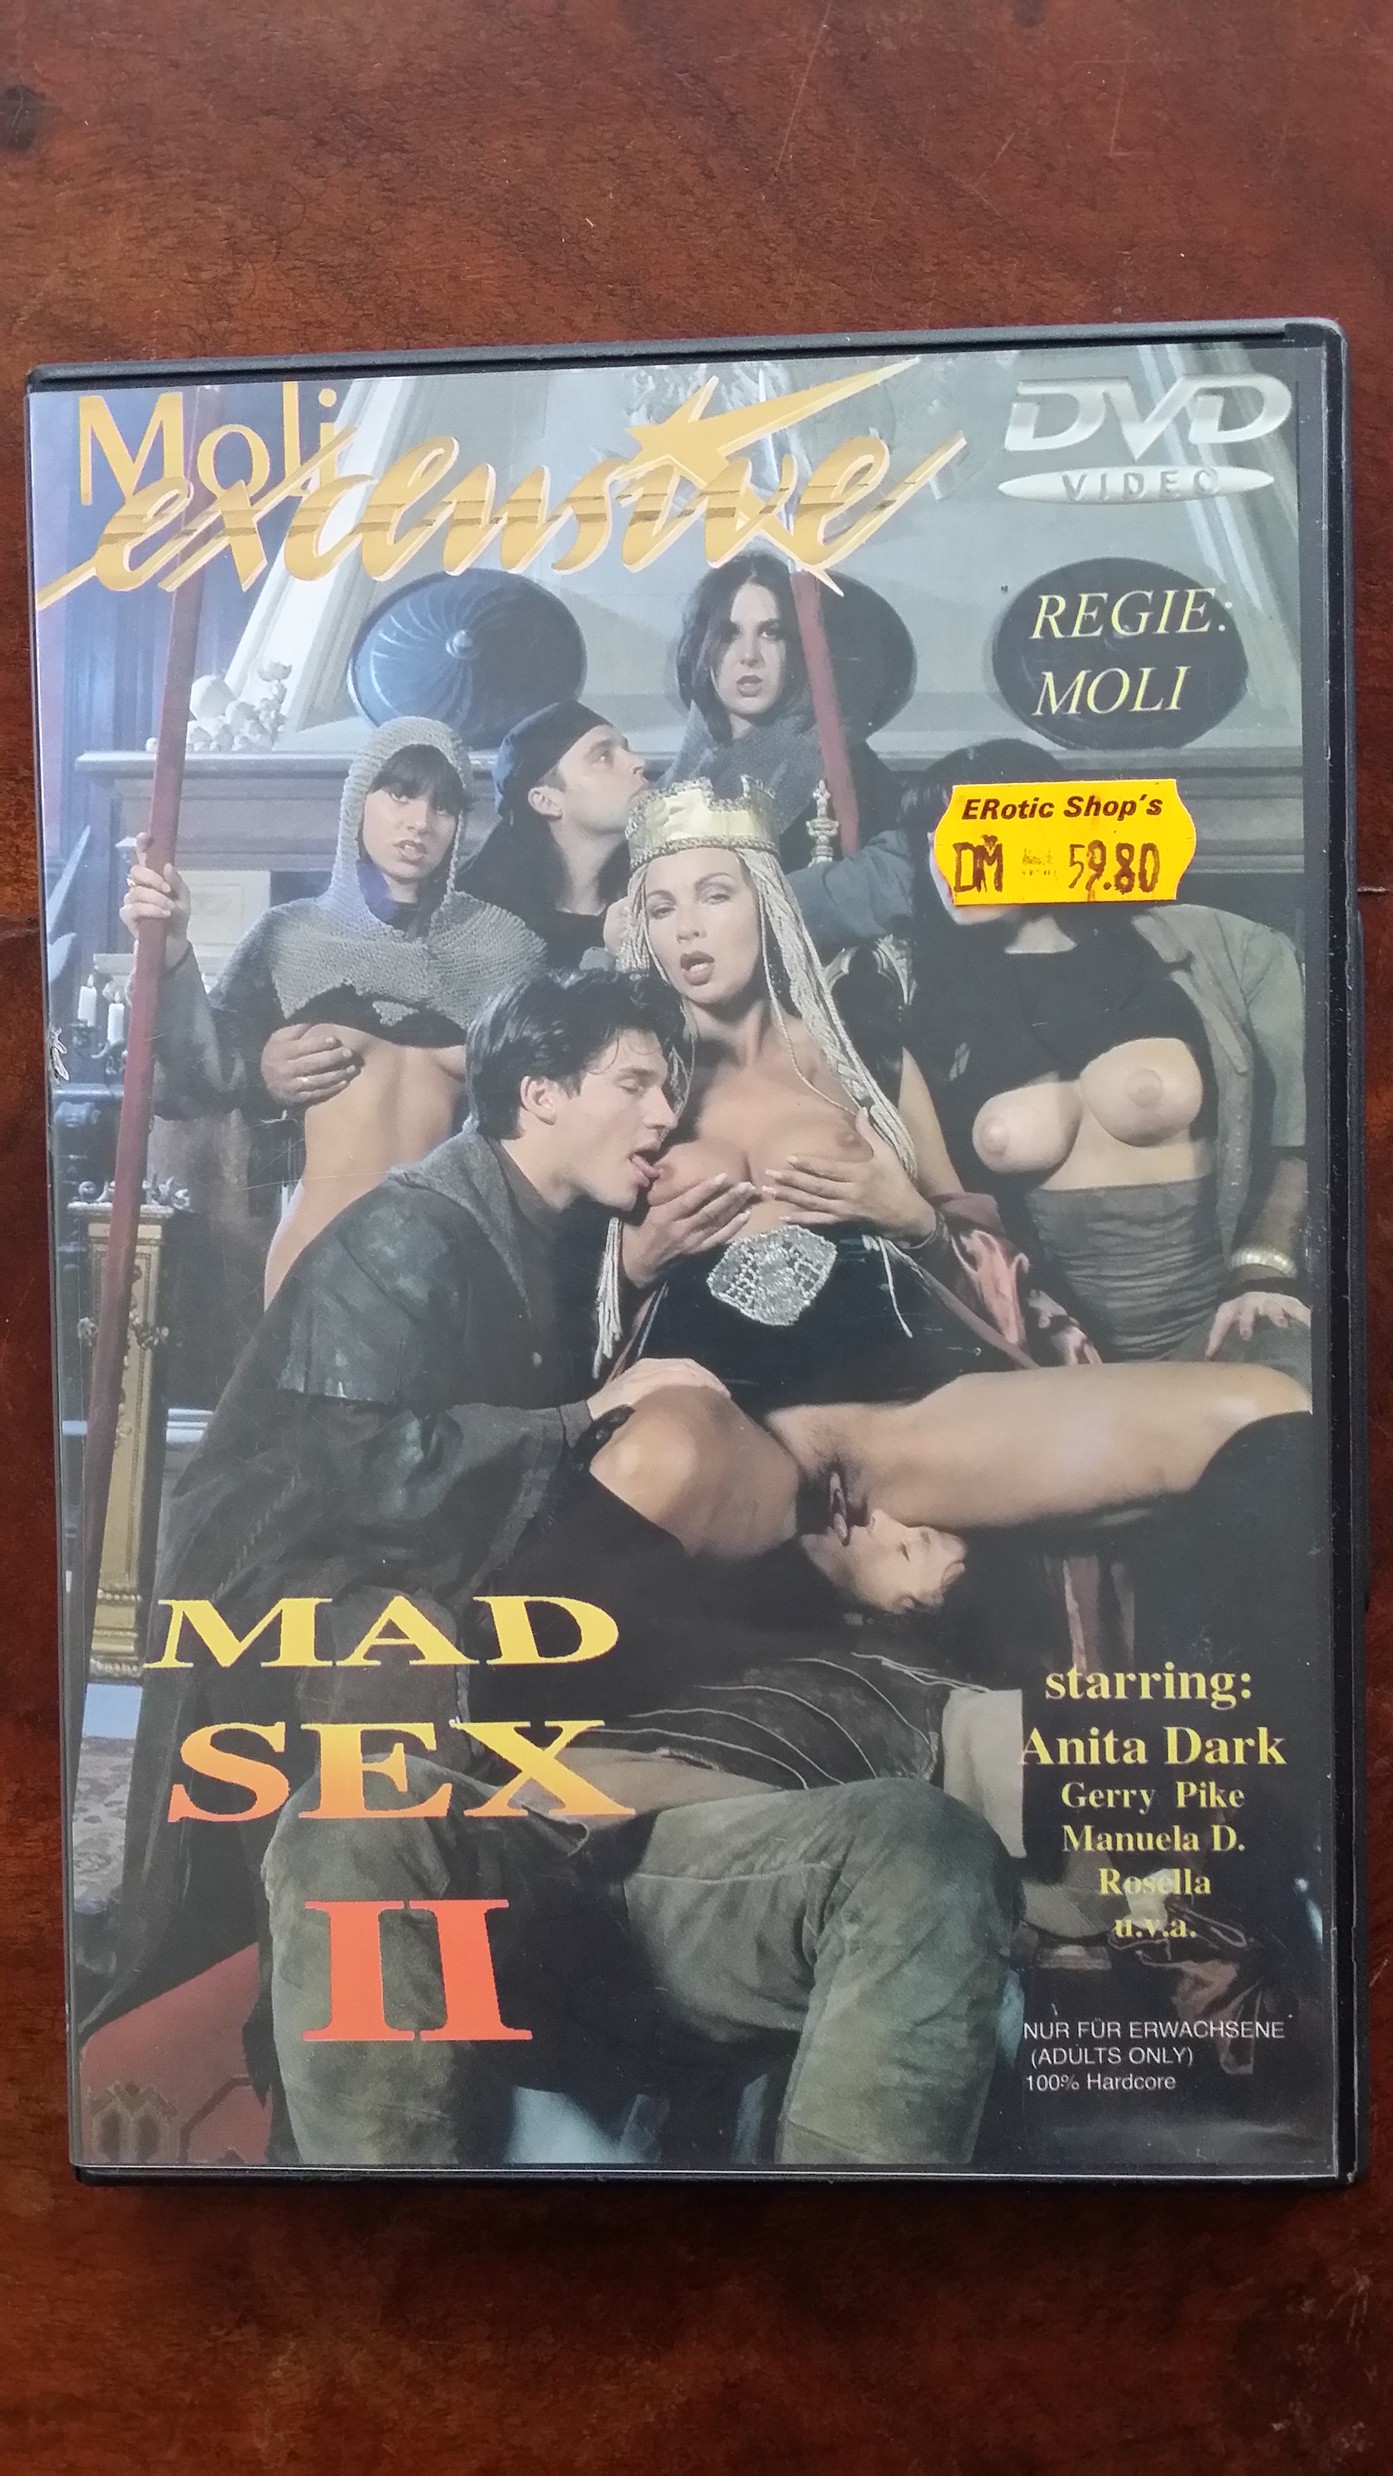 Moli
exclusive
DVD
VIDEO
REGIE:
MOLI
ERotic Shop's
DM 59.80
MAD
SEX
II
starring:
Anita Dark
Gerry Pike
Manuela D.
Rosella
u.v.a.
NUR FÜR ERWACHSENE
(ADULTS ONLY)
100% Hardcore